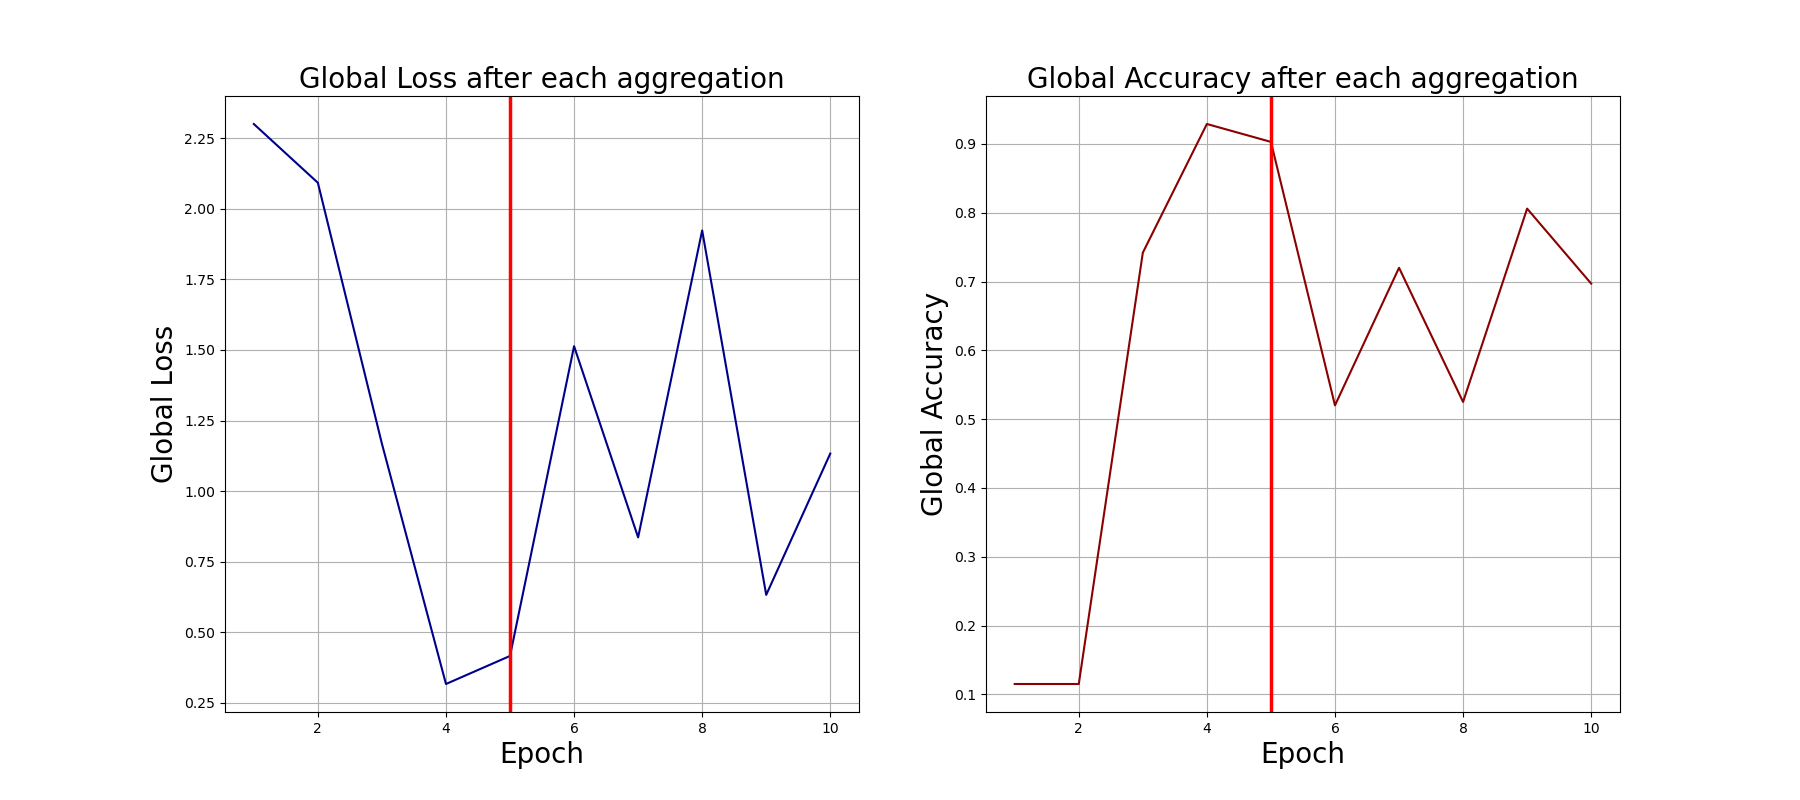 Global Loss after each aggregation
Global Loss
2.25
2.00
1.75
1.50
1.25
1.00
0.75
0.50
0.25
2 4 6 8 10
Epoch
Global Accuracy after each aggregation
Global Accuracy
0.9
0.8
0.7
0.6
0.5
0.4
0.3
0.2
0.1
2 4 6 8 10
Epoch